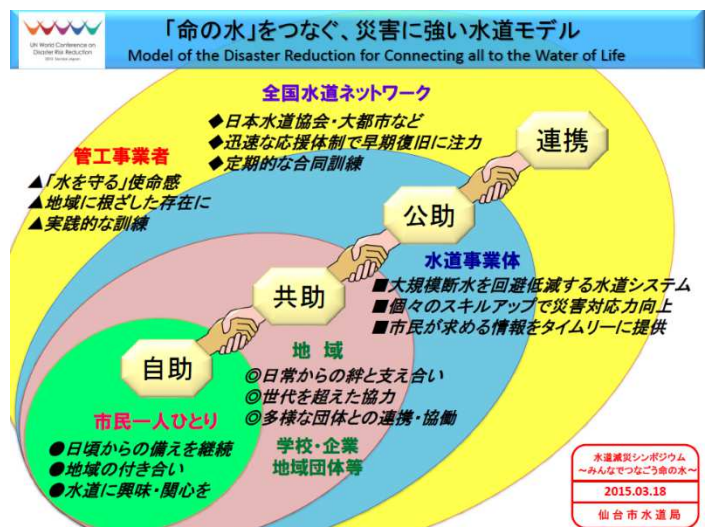 UN World Conference on
Disaster Risk Reduction
2015 Sendai Japan
「命の水」をつなぐ、災害に強い水道モデル
Model of the Disaster Reduction for Connecting all to the Water of Life
全国水道ネットワーク
◆日本水道協会・大都市など
◆迅速な応援体制で早期復旧に注力
◆定期的な合同訓練
連携
管工事業者
▲「水を守る」使命感
▲地域に根ざした存在に
▲実践的な訓練
公助
水道事業体
■大規模断水を回避低減する水道システム
■個々のスキルアップで災害対応力向上
■市民が求める情報をタイムリーに提供
共助
地 域
◎日常からの絆と支え合い
◎世代を超えた協力
◎多様な団体との連携・協働
学校・企業
地域団体等
自助
市民一人ひとり
●日頃からの備えを継続
●地域の付き合い
●水道に興味・関心を
水道減災シンポジウム
～みんなでつなごう命の水～
2015.03.18
仙台市水道局